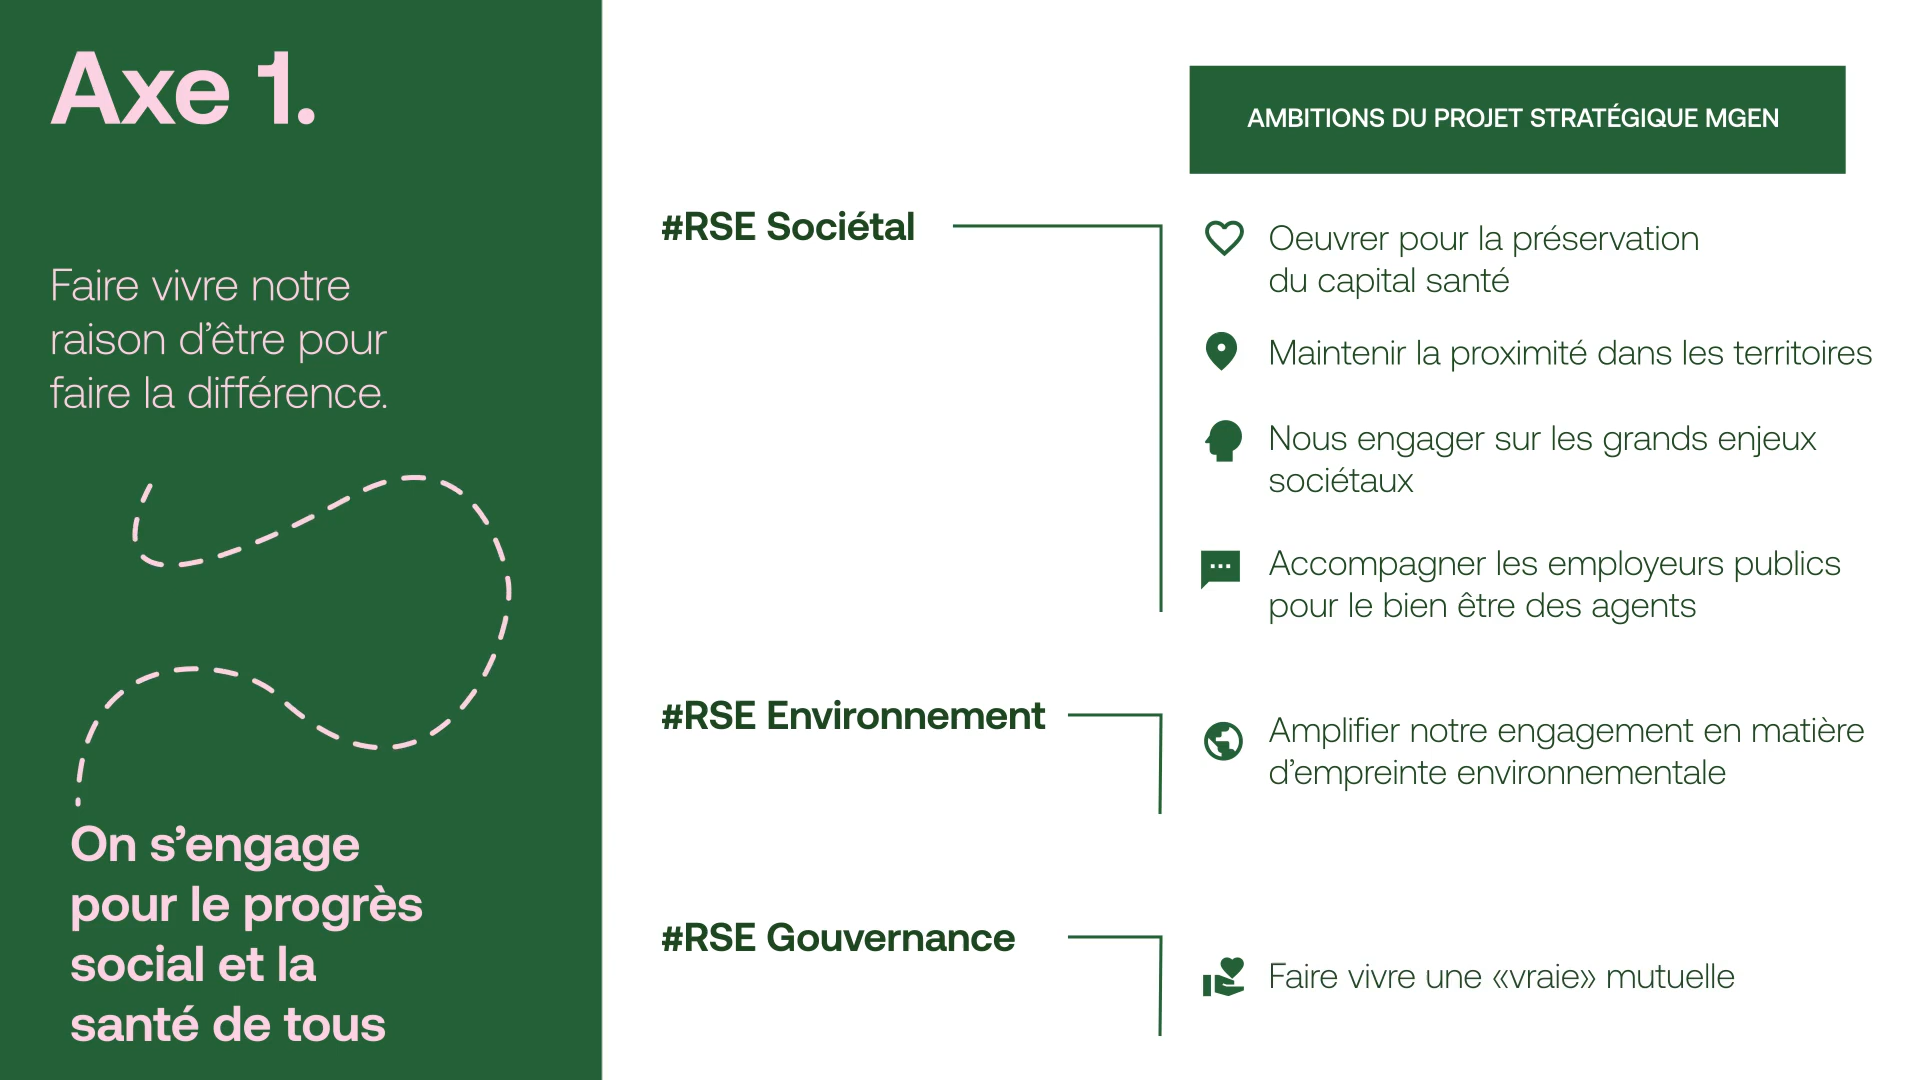 Axe 1.
Faire vivre notre
raison d’être pour
faire la différence.
On s’engage
pour le progrès
social et la
santé de tous
AMBITIONS DU PROJET STRATÉGIQUE MGEN
#RSE Sociétal
Oeuvrer pour la préservation
du capital santé
Maintenir la proximité dans les territoires
Nous engager sur les grands enjeux
sociétaux
Accompagner les employeurs publics
pour le bien être des agents
#RSE Environnement
Amplifier notre engagement en matière
d’empreinte environnementale
#RSE Gouvernance
Faire vivre une «vraie» mutuelle